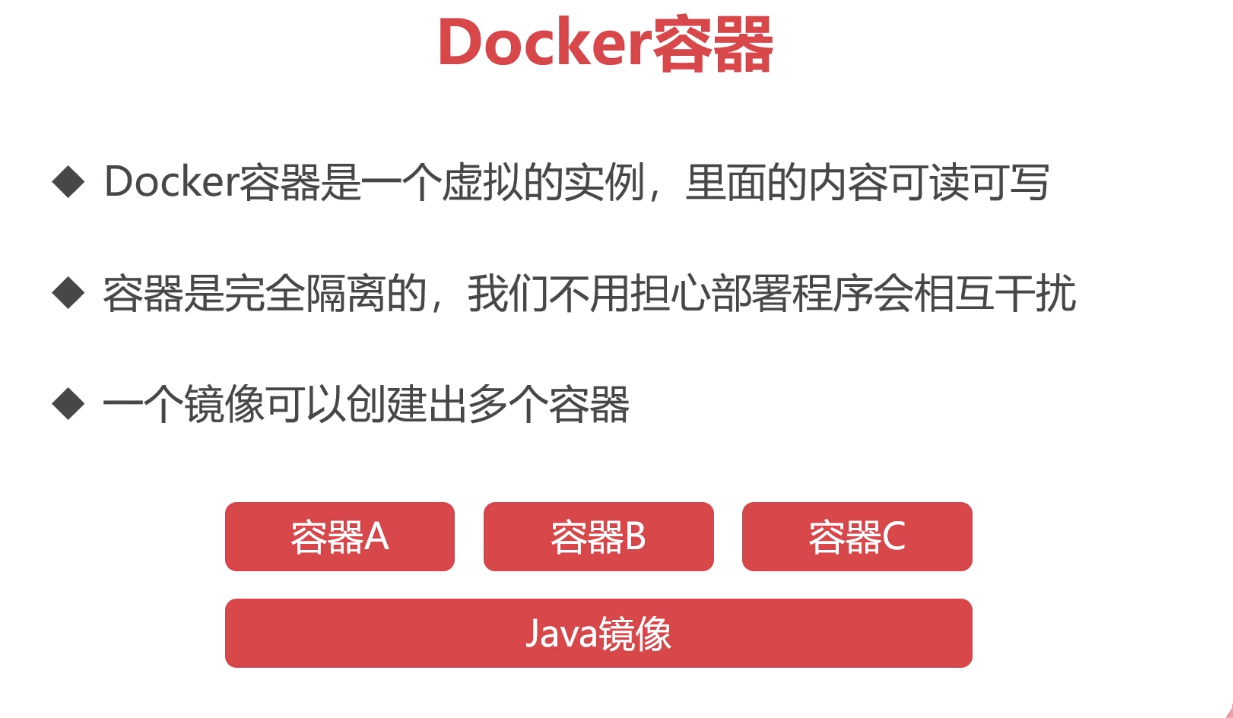 Docker容器
◆ Docker容器是一个虚拟的实例，里面的内容可读可写
◆ 容器是完全隔离的，我们不用担心部署程序会相互干扰
◆ 一个镜像可以创建出多个容器
容器A 容器B 容器C
Java镜像